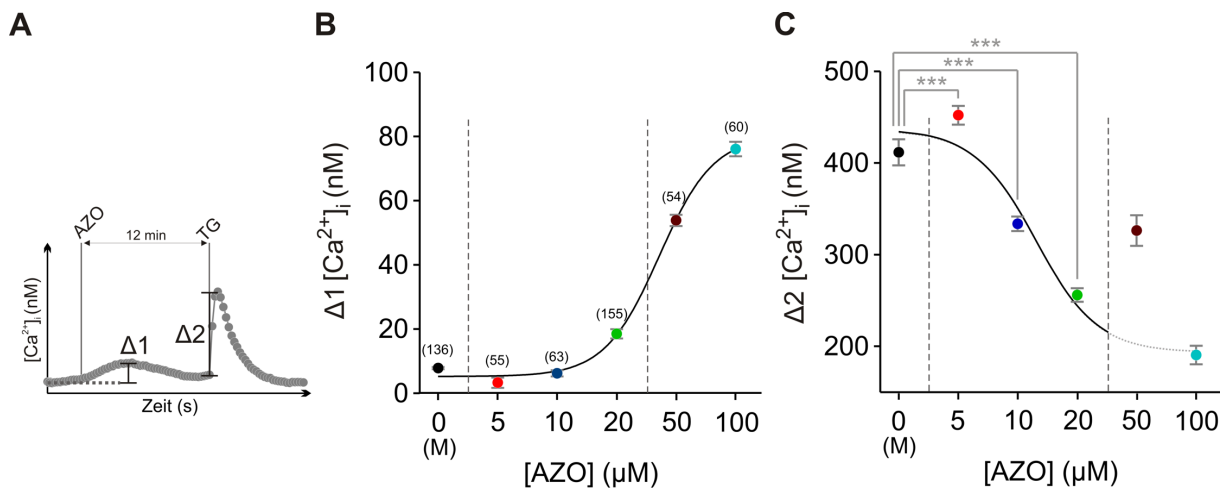 A
AZO
TG
12 min
Δ1
Δ2
[Ca²⁺]ᵢ (nM)
Zeit (s)
B
Δ1 [Ca²⁺]ᵢ (nM)
100
80
60
40
20
0
(136)
(55)
(63)
(155)
(54)
(60)
0 5 10 20 50 100
(M)
[AZO] (µM)
C
Δ2 [Ca²⁺]ᵢ (nM)
500
400
300
200
***
***
***
0 5 10 20 50 100
(M)
[AZO] (µM)